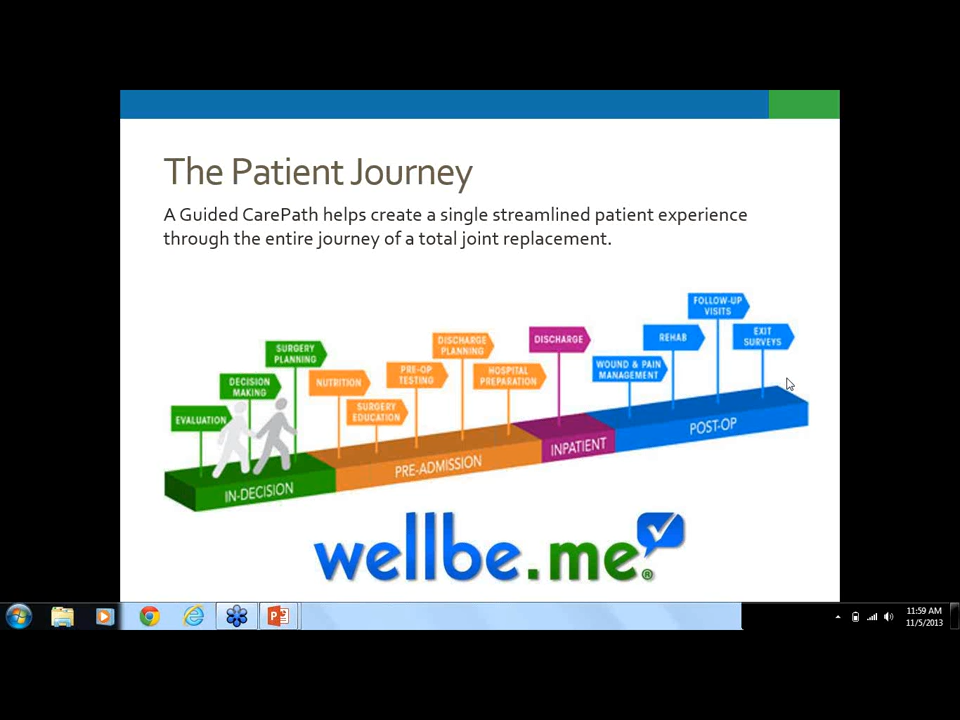 The Patient Journey
A Guided CarePath helps create a single streamlined patient experience
through the entire journey of a total joint replacement.
EVALUATION
DECISION
MAKING
SURGERY
PLANNING
NUTRITION
SURGERY
EDUCATION
PRE-OP
TESTING
DISCHARGE
PLANNING
HOSPITAL
PREPARATION
DISCHARGE
WOUND & PAIN
MANAGEMENT
REHAB
FOLLOW-UP
VISITS
EXIT
SURVEYS
IN-DECISION
PRE-ADMISSION
INPATIENT
POST-OP
wellbe.me®
11:59 AM
11/5/2013